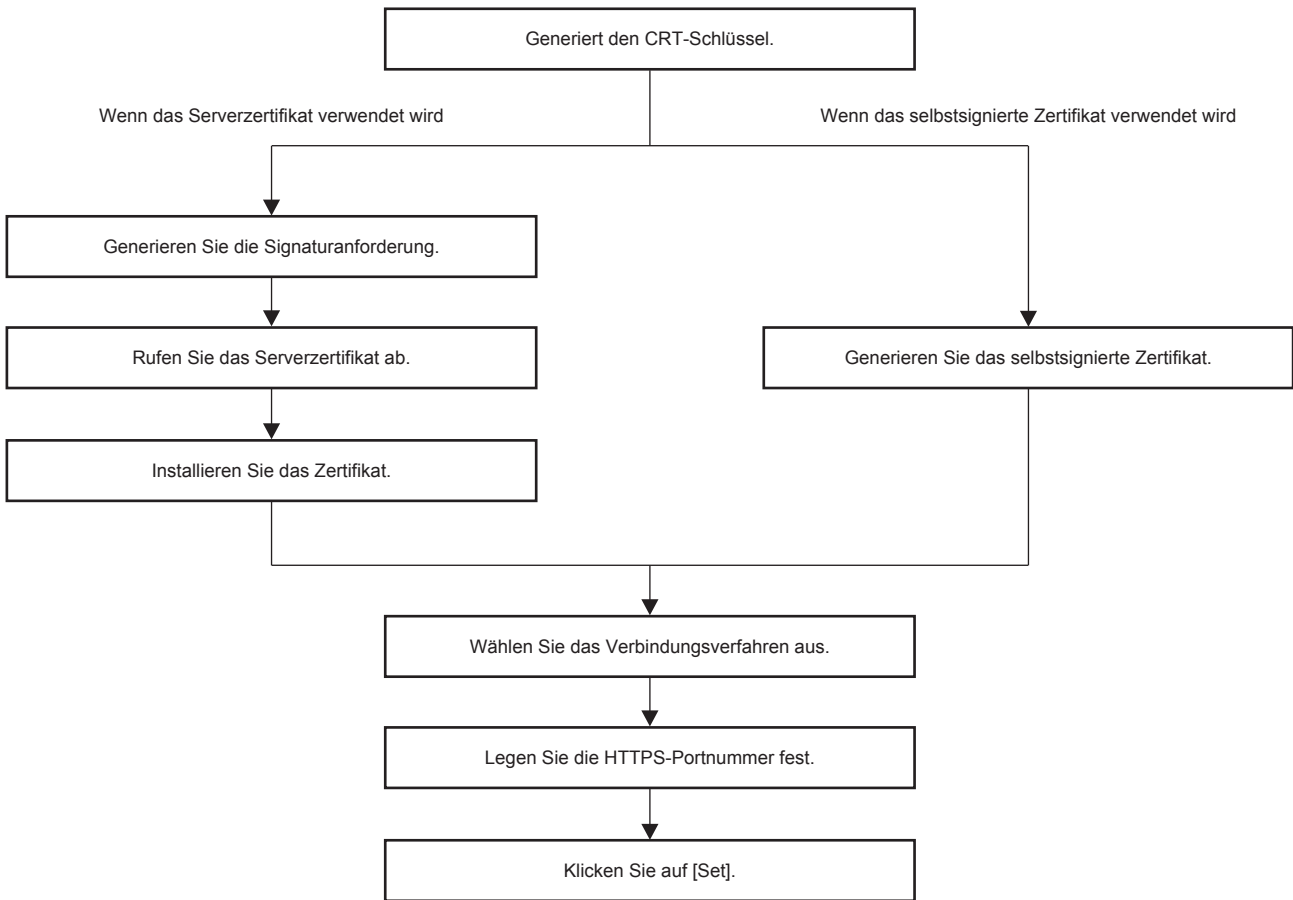 Generiert den CRT-Schlüssel.
Wenn das Serverzertifikat verwendet wird
Wenn das selbstsignierte Zertifikat verwendet wird
Generieren Sie die Signaturanforderung.
Rufen Sie das Serverzertifikat ab.
Generieren Sie das selbstsignierte Zertifikat.
Installieren Sie das Zertifikat.
Wählen Sie das Verbindungsverfahren aus.
Legen Sie die HTTPS-Portnummer fest.
Klicken Sie auf [Set].